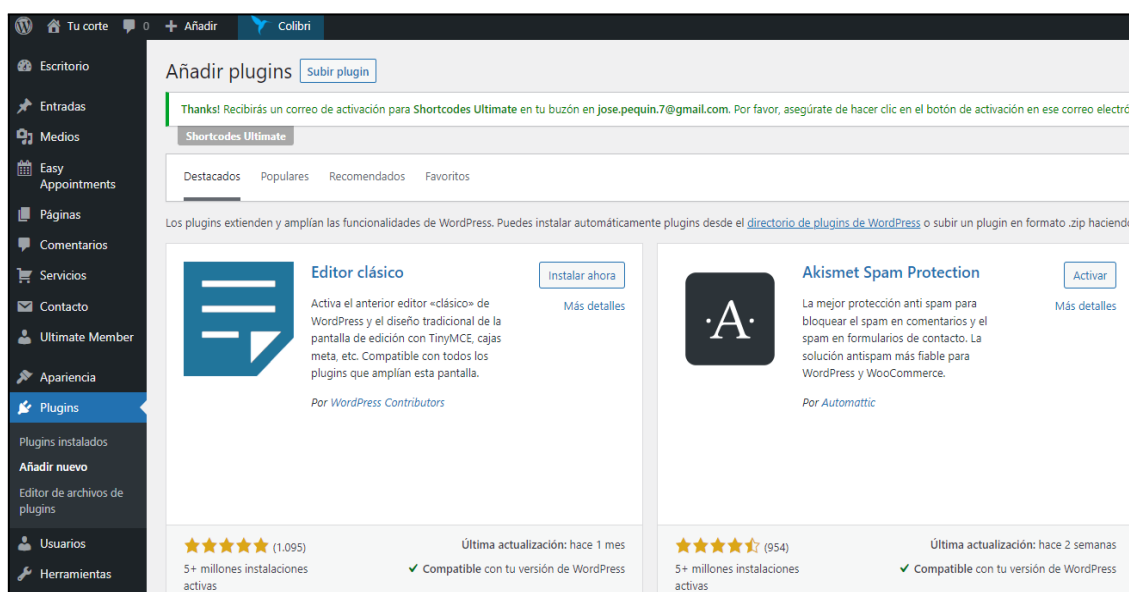 Tu corte 0 Añadir Colibri
Escritorio
Entradas
Medios
Easy
Appointments
Páginas
Comentarios
Servicios
Contacto
Ultimate Member
Apariencia
Plugins
Plugins instalados
Añadir nuevo
Editor de archivos de
plugins
Usuarios
Herramientas
Añadir plugins Subir plugin
Thanks! Recibirás un correo de activación para Shortcodes Ultimate en tu buzón en jose.pequin.7@gmail.com. Por favor, asegúrate de hacer clic en el botón de activación en ese correo electró
Shortcodes Ultimate
Destacados Populares Recomendados Favoritos
Los plugins extienden y amplían las funcionalidades de WordPress. Puedes instalar automáticamente plugins desde el directorio de plugins de WordPress o subir un plugin en formato .zip haciendo
Editor clásico
Instalar ahora
Más detalles
Activa el anterior editor «clásico» de
WordPress y el diseño tradicional de la
pantalla de edición con TinyMCE, cajas
meta, etc. Compatible con todos los
plugins que amplían esta pantalla.
Por WordPress Contributors
(1.095)
5+ millones instalaciones
activas
Última actualización: hace 1 mes
Compatible con tu versión de WordPress
·A·
Akismet Spam Protection
Activar
Más detalles
La mejor protección anti spam para
bloquear el spam en comentarios y el
spam en formularios de contacto. La
solución antispam más fiable para
WordPress y WooCommerce.
Por Automattic
(954)
5+ millones instalaciones
activas
Última actualización: hace 2 semanas
Compatible con tu versión de WordPress